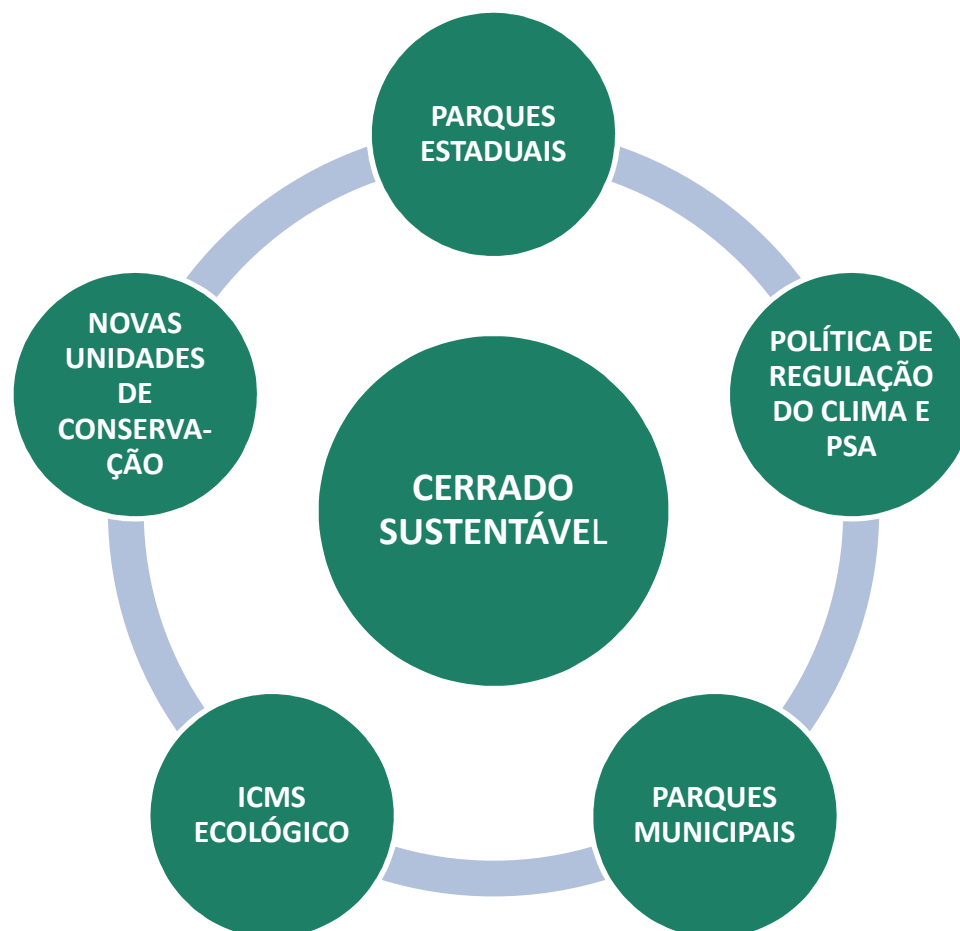 PARQUES
ESTADUAIS
POLÍTICA DE
REGULAÇÃO
DO CLIMA E
PSA
PARQUES
MUNICIPAIS
ICMS
ECOLÓGICO
NOVAS
UNIDADES
DE
CONSERVA-
ÇÃO
CERRADO
SUSTENTÁVEL